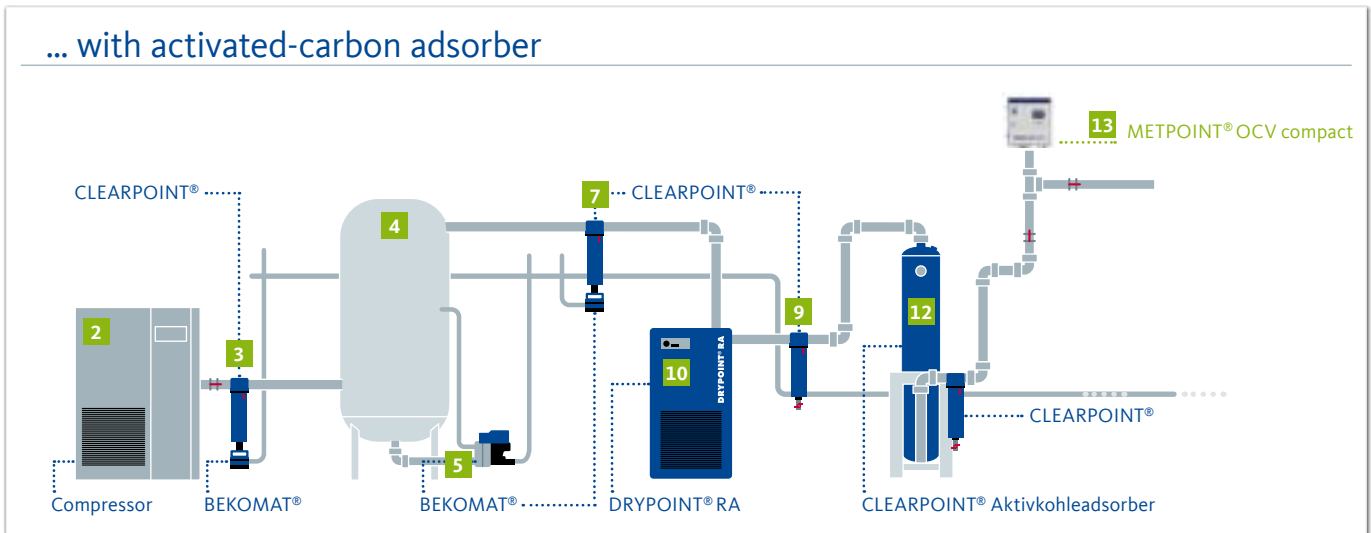 ... with activated-carbon adsorber
13 METPOINT® OCV compact
CLEARPOINT®
7 CLEARPOINT®
4
2
3
9
12
10
DRYPOINT® RA
CLEARPOINT®
5
Compressor
BEKOMAT®
BEKOMAT®
DRYPOINT® RA
CLEARPOINT® Aktivkohleadsorber